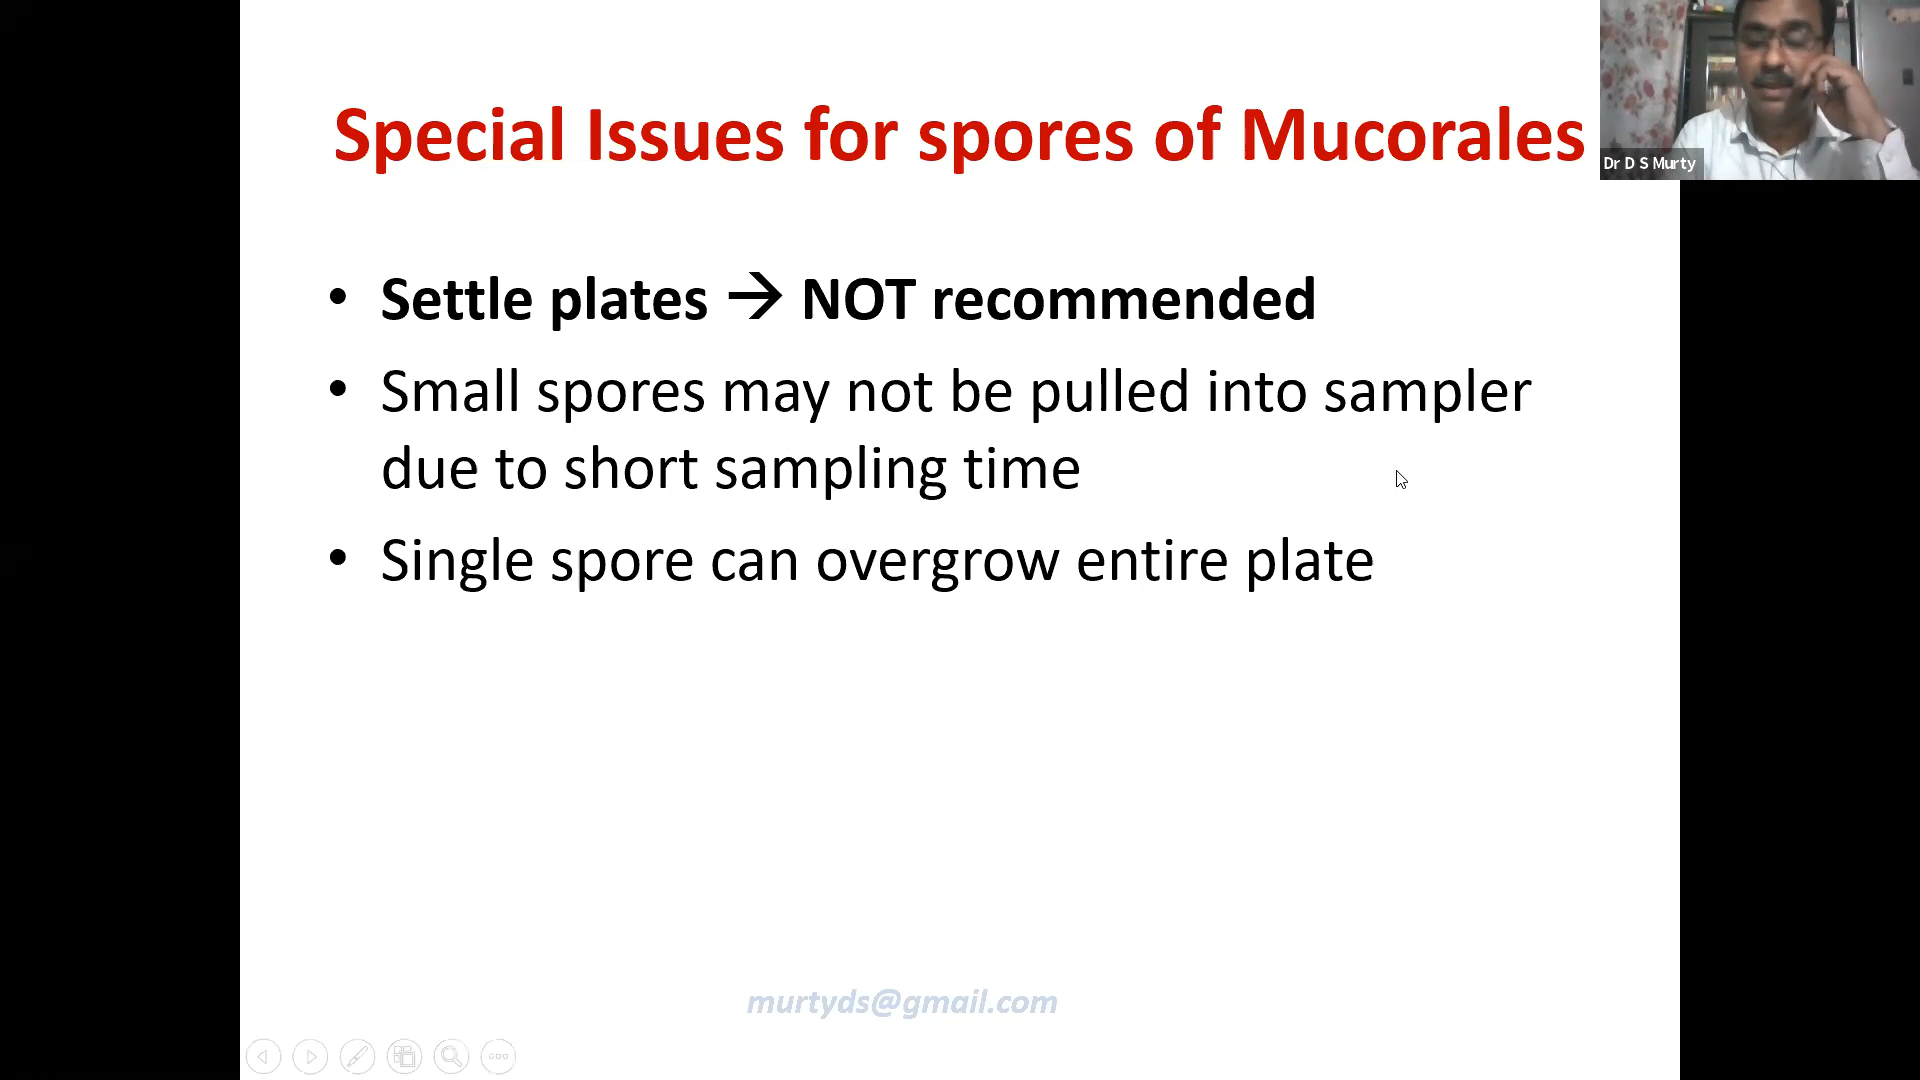 Special Issues for spores of Mucorales
Dr D S Murty
• Settle plates → NOT recommended
• Small spores may not be pulled into sampler
due to short sampling time
• Single spore can overgrow entire plate
murtyds@gmail.com